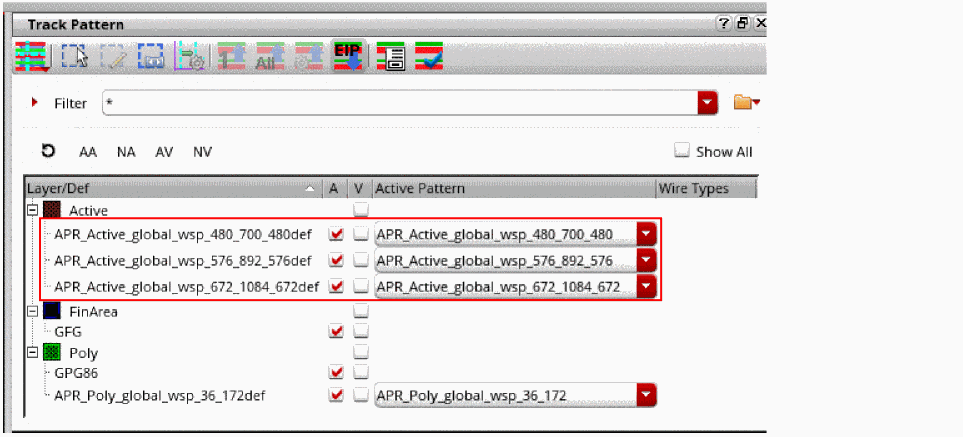 Track Pattern
1 All EIP
Filter *
AA NA AV NV Show All
Layer/Def A V Active Pattern Wire Types
Active
APR_Active_global_wsp_480_700_480def APR_Active_global_wsp_480_700_480
APR_Active_global_wsp_576_892_576def APR_Active_global_wsp_576_892_576
APR_Active_global_wsp_672_1084_672def APR_Active_global_wsp_672_1084_672
FinArea
GFG
Poly
GPG86
APR_Poly_global_wsp_36_172def APR_Poly_global_wsp_36_172